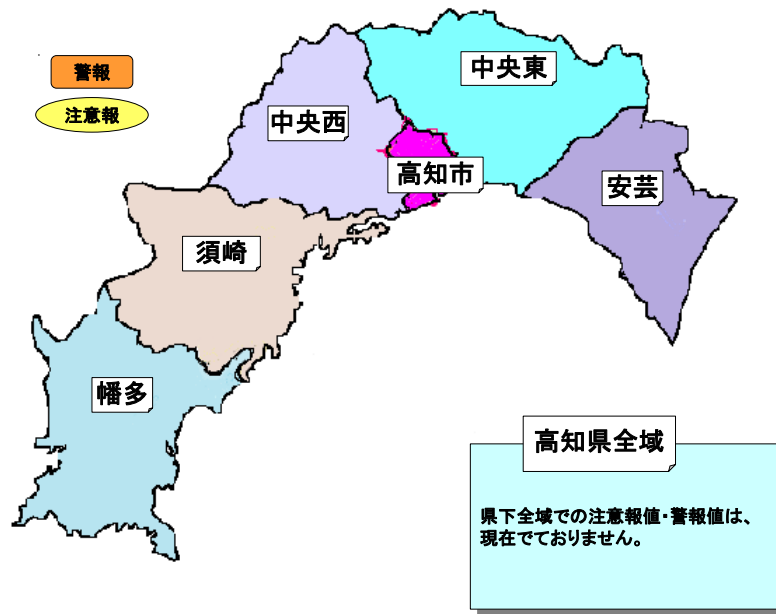 警報
注意報
中央東
中央西
高知市
安芸
須崎
幡多
高知県全域
県下全域での注意報値・警報値は、
現在でておりません。